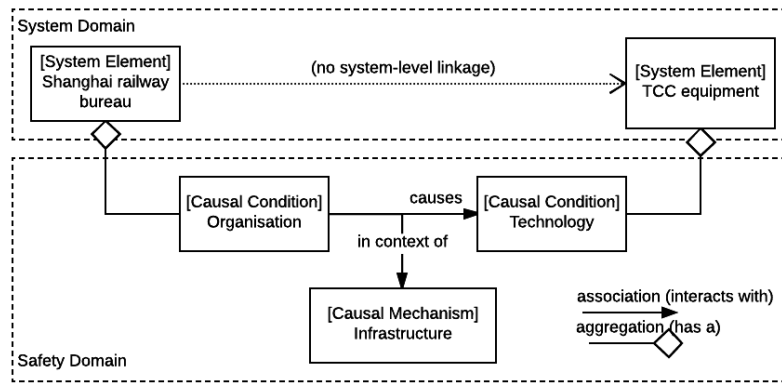 System Domain
[System Element]
Shanghai railway
bureau
(no system-level linkage)
[System Element]
TCC equipment
[Causal Condition]
Organisation
causes
in context of
[Causal Condition]
Technology
[Causal Mechanism]
Infrastructure
association (interacts with)
aggregation (has a)
Safety Domain